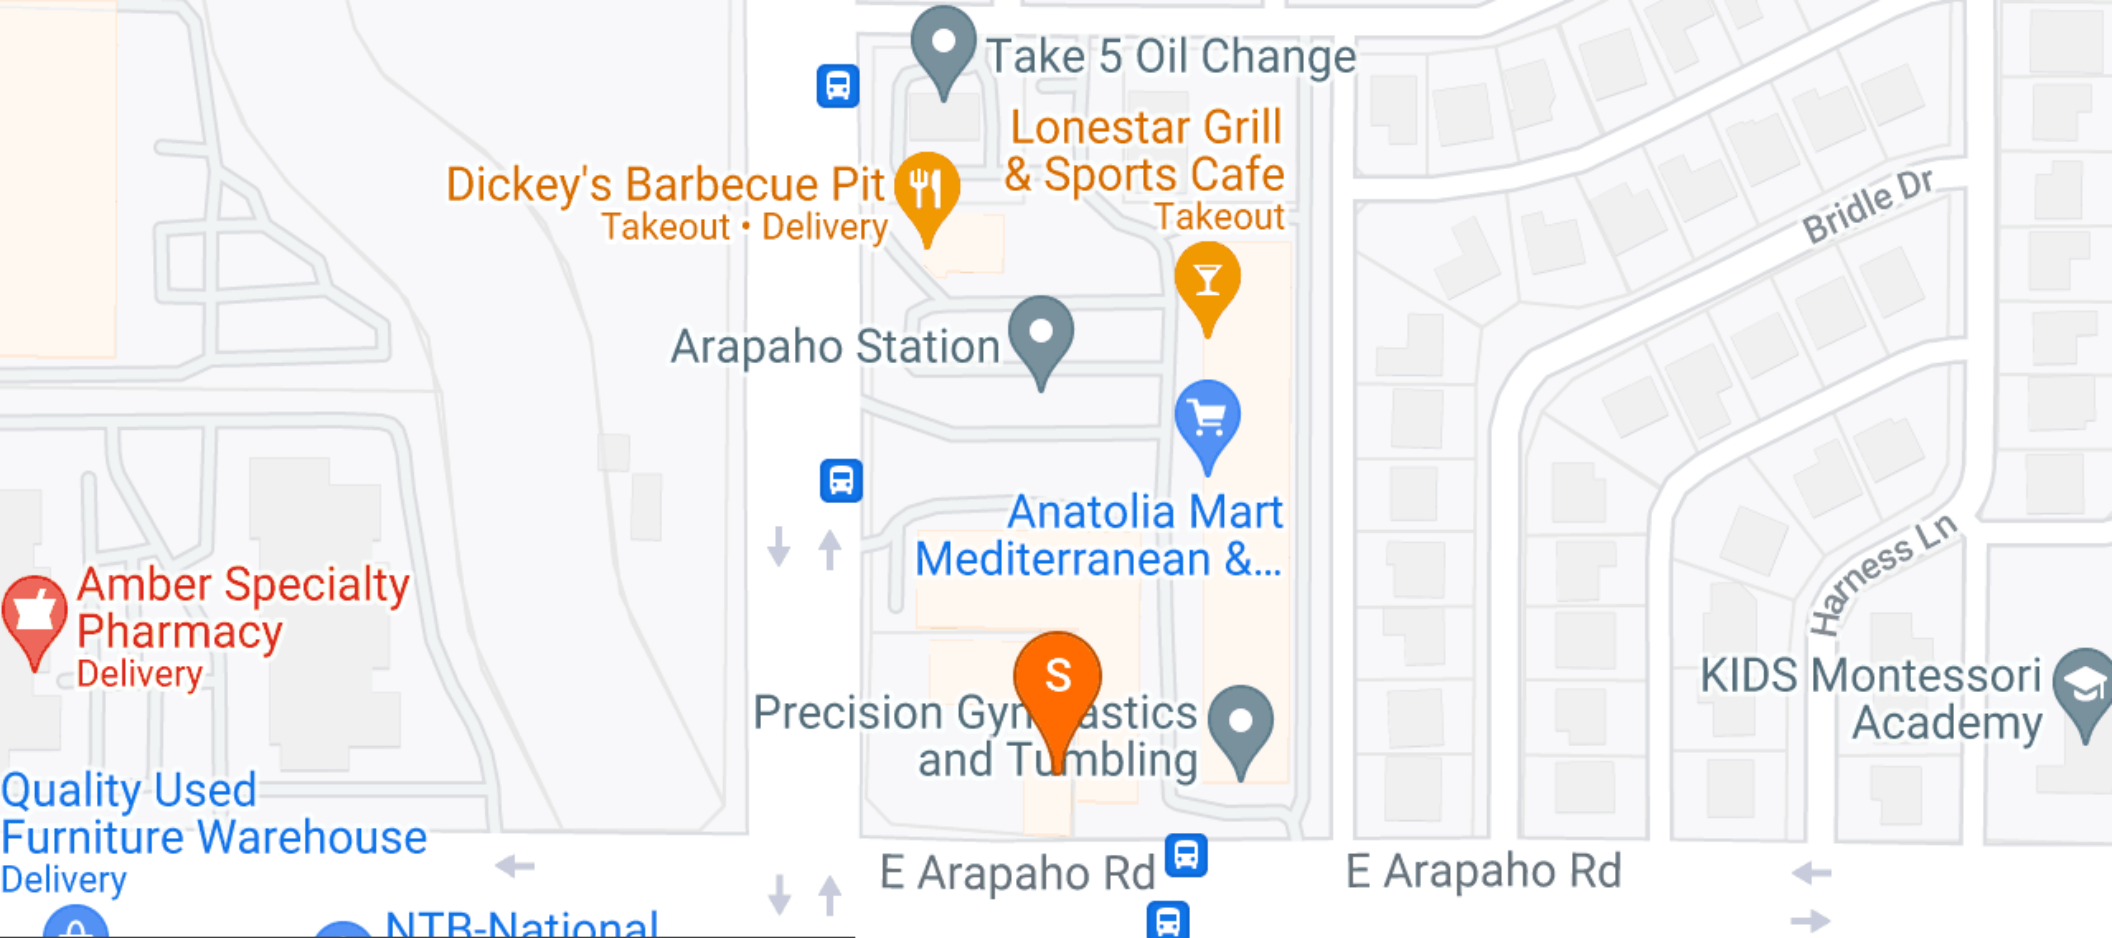 Take 5 Oil Change
Lonestar Grill
& Sports Cafe
Takeout
Dickey's Barbecue Pit
Takeout • Delivery
Bridle Dr
Arapaho Station
Anatolia Mart
Mediterranean &...
Harness Ln
Amber Specialty
Pharmacy
Delivery
S
Precision Gymnastics
and Tumbling
KIDS Montessori
Academy
Quality Used
Furniture Warehouse
Delivery
E Arapaho Rd
E Arapaho Rd
NTB-National